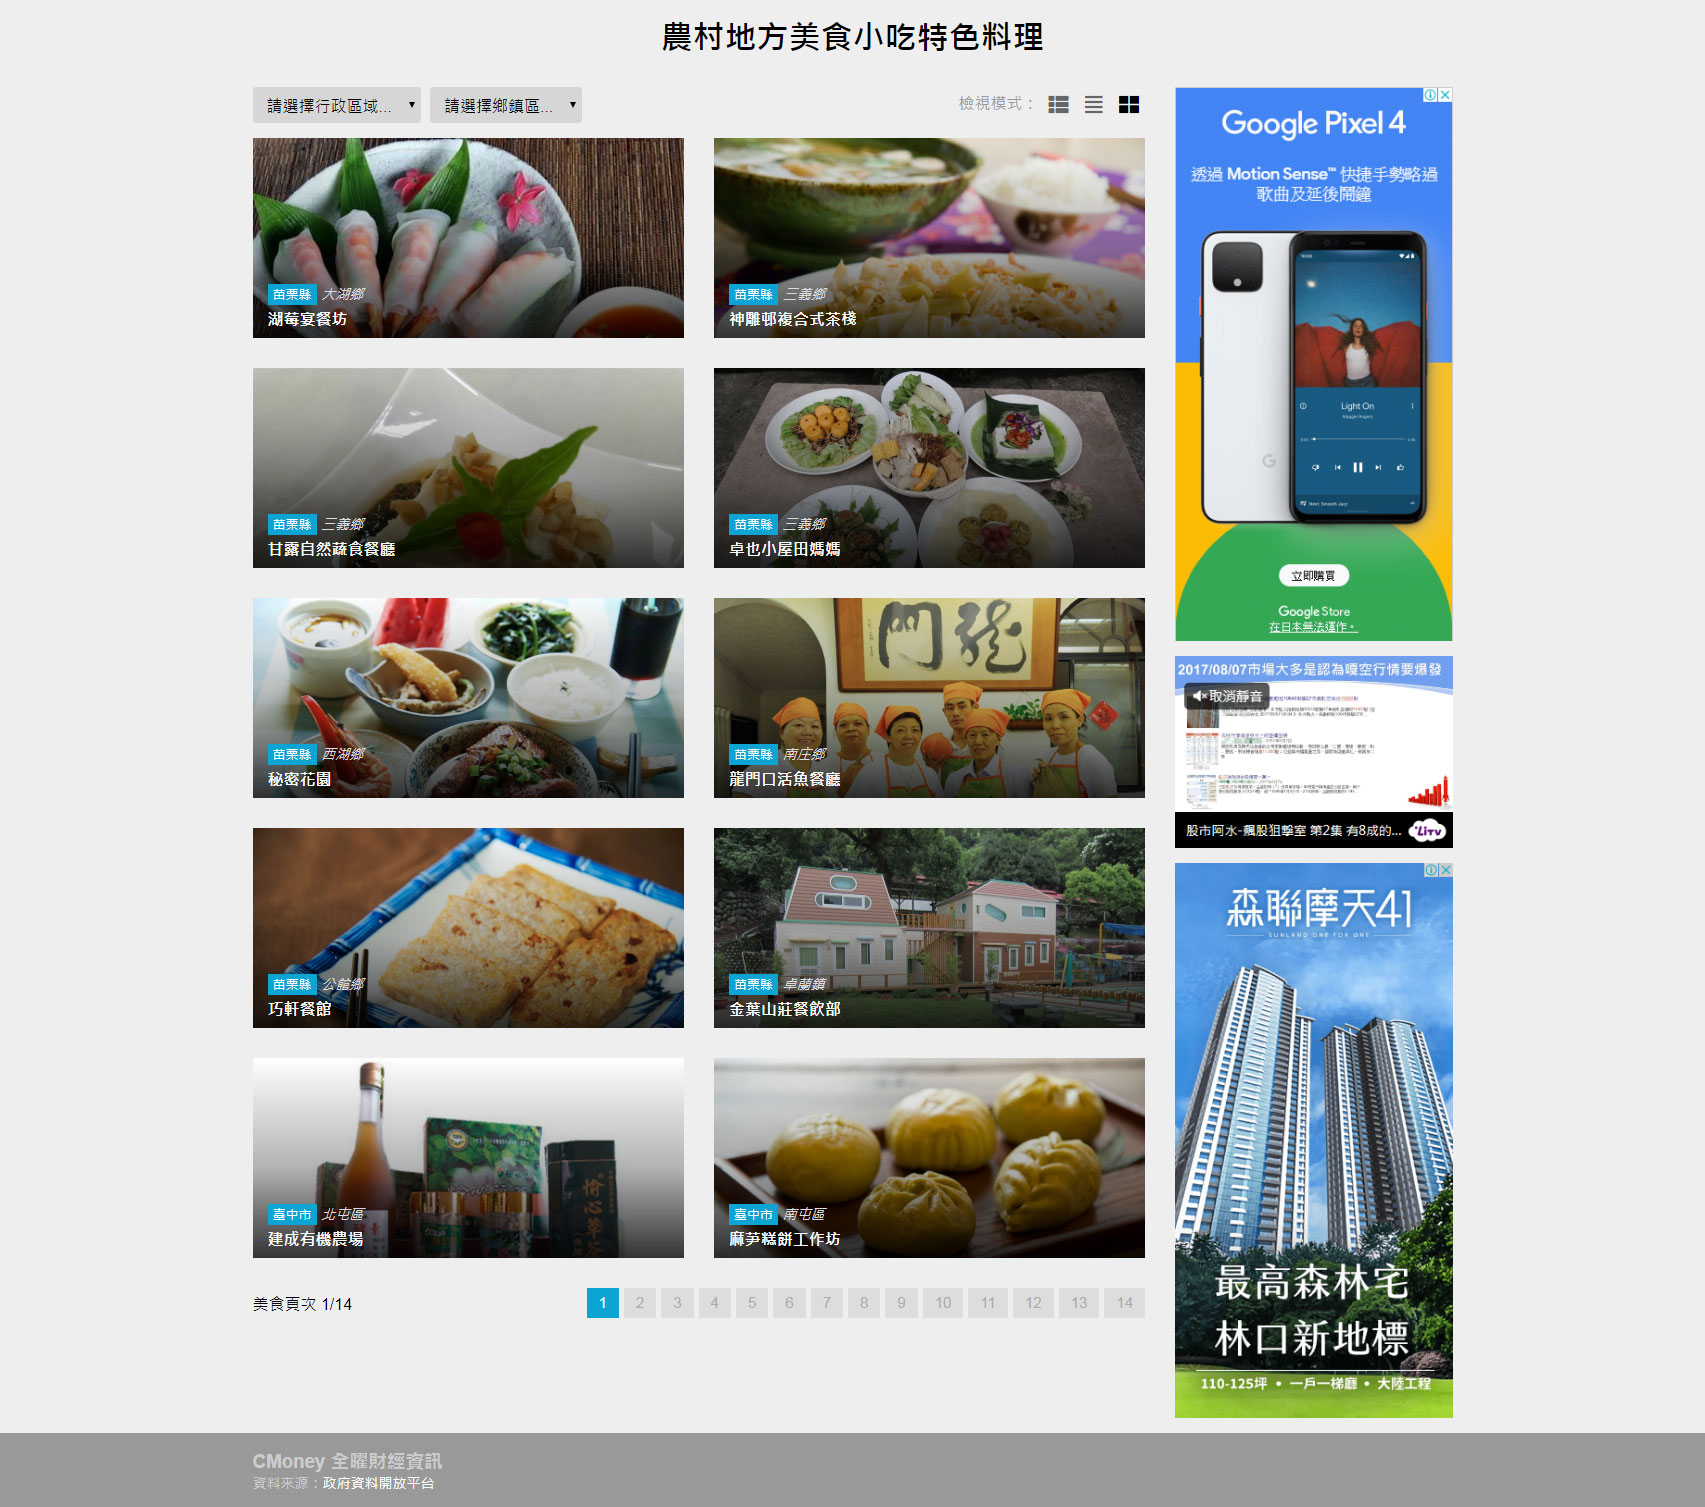 農村地方美食小吃特色料理
請選擇行政區域...
請選擇鄉鎮區...
檢視模式：
苗栗縣 大湖鄉
湖莓宴餐坊
苗栗縣 三義鄉
神雕邨複合式茶棧
苗栗縣 三義鄉
甘露自然蔬食餐廳
苗栗縣 三義鄉
卓也小屋田媽媽
苗栗縣 西湖鄉
秘密花園
龍門
苗栗縣 南庄鄉
龍門口活魚餐廳
苗栗縣 公館鄉
巧軒餐館
苗栗縣 卓蘭鎮
金葉山莊餐飲部
臺中市 北屯區
建成有機農場
臺中市 南屯區
麻芛糕餅工作坊
美食頁次 1/14
1 2 3 4 5 6 7 8 9 10 11 12 13 14
Google Pixel 4
透過 Motion Sense™ 快捷手勢略過
歌曲及延後鬧鐘
Light On
Maggie Rogers
Next: Smooth Jazz
立即購買
Google Store
在日本無法運作。
2017/08/07市場大多是認為嘎空行情要爆發
取消靜音
股市阿水-飆股狙擊室 第2集 有8成的...
LiTV
森聯摩天41
SUNLAND ONE FOR ONE
最高森林宅
林口新地標
110-125坪 • 一戶一梯廳 • 大陸工程
CMoney 全曜財經資訊
資料來源：政府資料開放平台